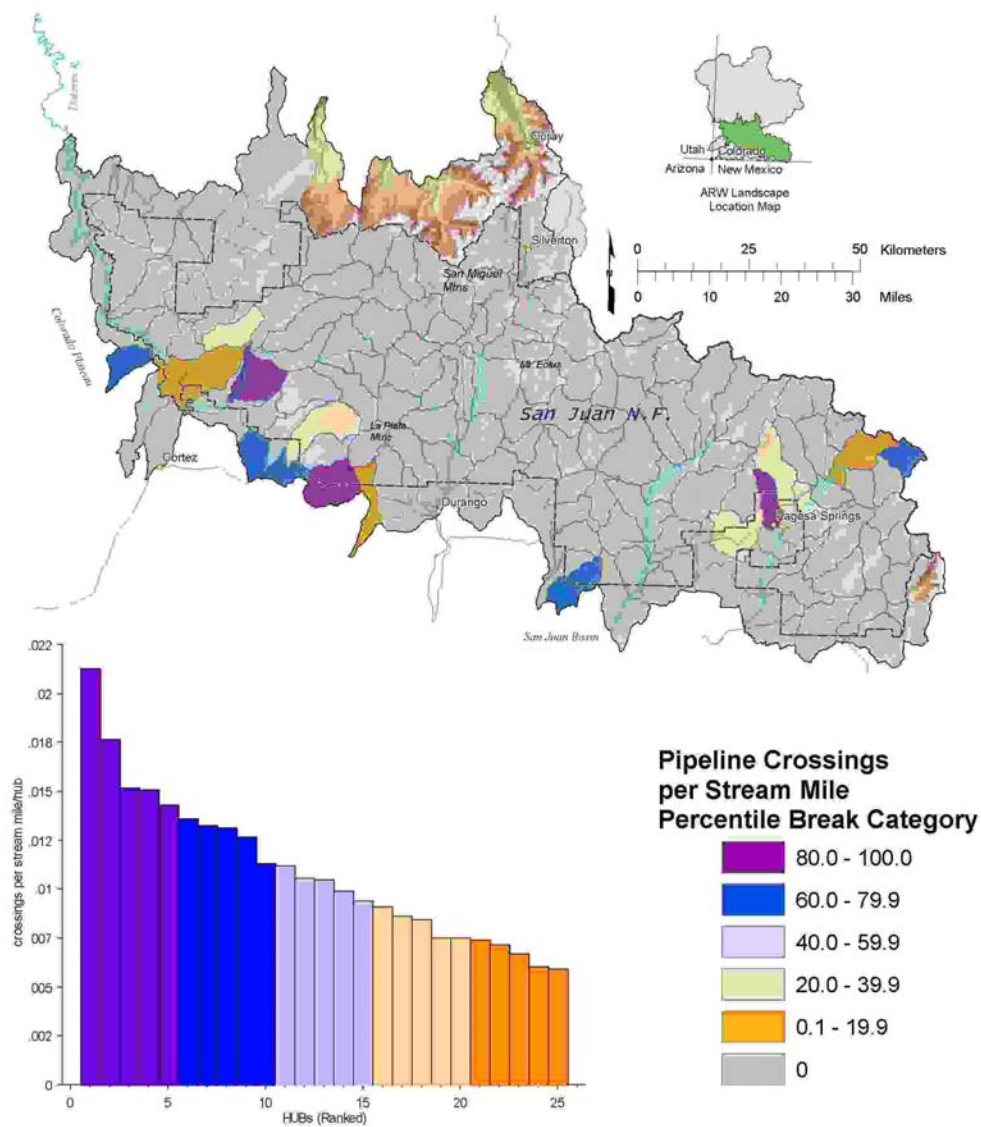 Dolores R.
Ouray
Utah
Colorado
Arizona
New Mexico
ARW Landscape
Location Map
Silverton
0 25 50 Kilometers
N
0 10 20 30 Miles
San Miguel
Mtns
Colorado Plateau
Mt. Eolus
San Juan N.F.
La Plata
Mtns
Cortez
Durango
Pagosa Springs
San Juan Basin
.022
.02
.018
.015
.012
.01
.007
.005
.002
0
crossings per stream mile/hub
0 5 10 15 20 25
HUBs (Ranked)
Pipeline Crossings
per Stream Mile
Percentile Break Category
80.0 - 100.0
60.0 - 79.9
40.0 - 59.9
20.0 - 39.9
0.1 - 19.9
0